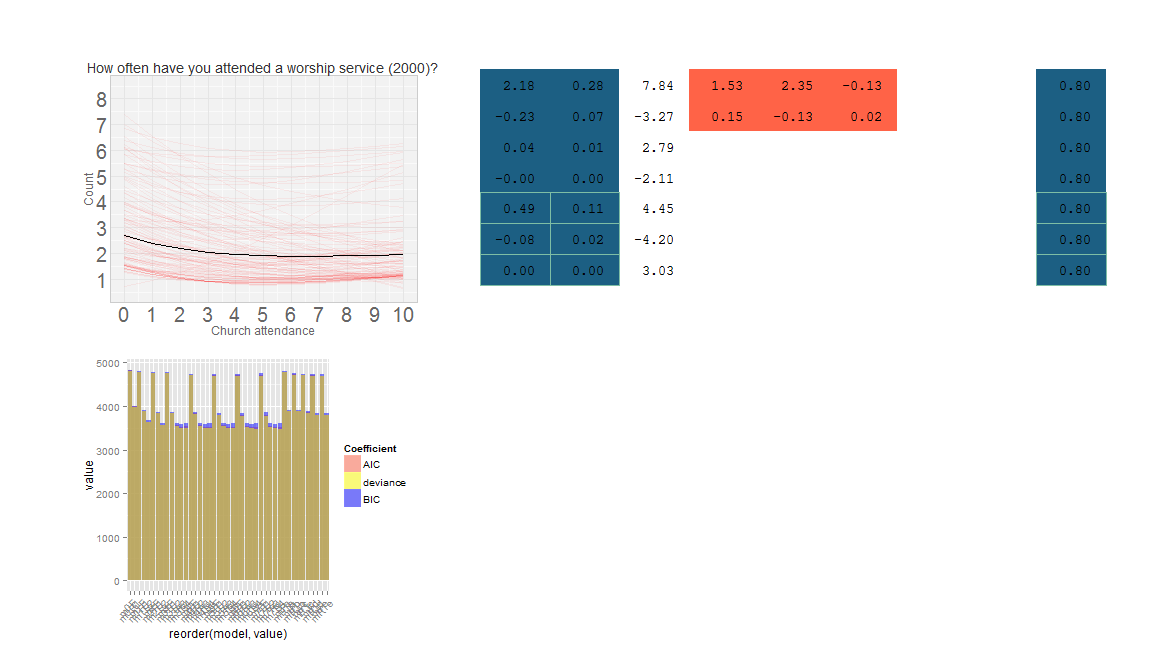 How often have you attended a worship service (2000)?
8
7
6
5
4
3
2
1
Count
0 1 2 3 4 5 6 7 8 9 10
Church attendance
2.18 0.28 7.84 1.53 2.35 −0.13 0.80
−0.23 0.07 −3.27 0.15 −0.13 0.02 0.80
0.04 0.01 2.79 0.80
−0.00 0.00 −2.11 0.80
0.49 0.11 4.45 0.80
−0.08 0.02 −4.20 0.80
0.00 0.00 3.03 0.80
5000
4000
3000
2000
1000
0
value
reorder(model, value)
Coefficient
AIC
deviance
BIC